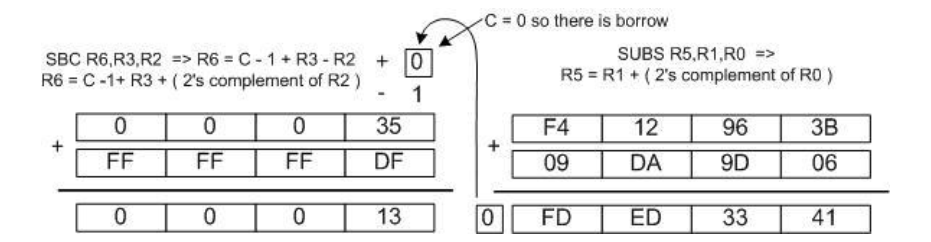 C = 0 so there is borrow
SBC R6,R3,R2 => R6 = C - 1 + R3 - R2 + 0
R6 = C -1+ R3 + ( 2's complement of R2 )
- 1
SUBS R5,R1,R0 =>
R5 = R1 + ( 2's complement of R0 )
+ 0 0 0 35
FF FF FF DF
0 0 0 13
+ F4 12 96 3B
09 DA 9D 06
0 FD ED 33 41